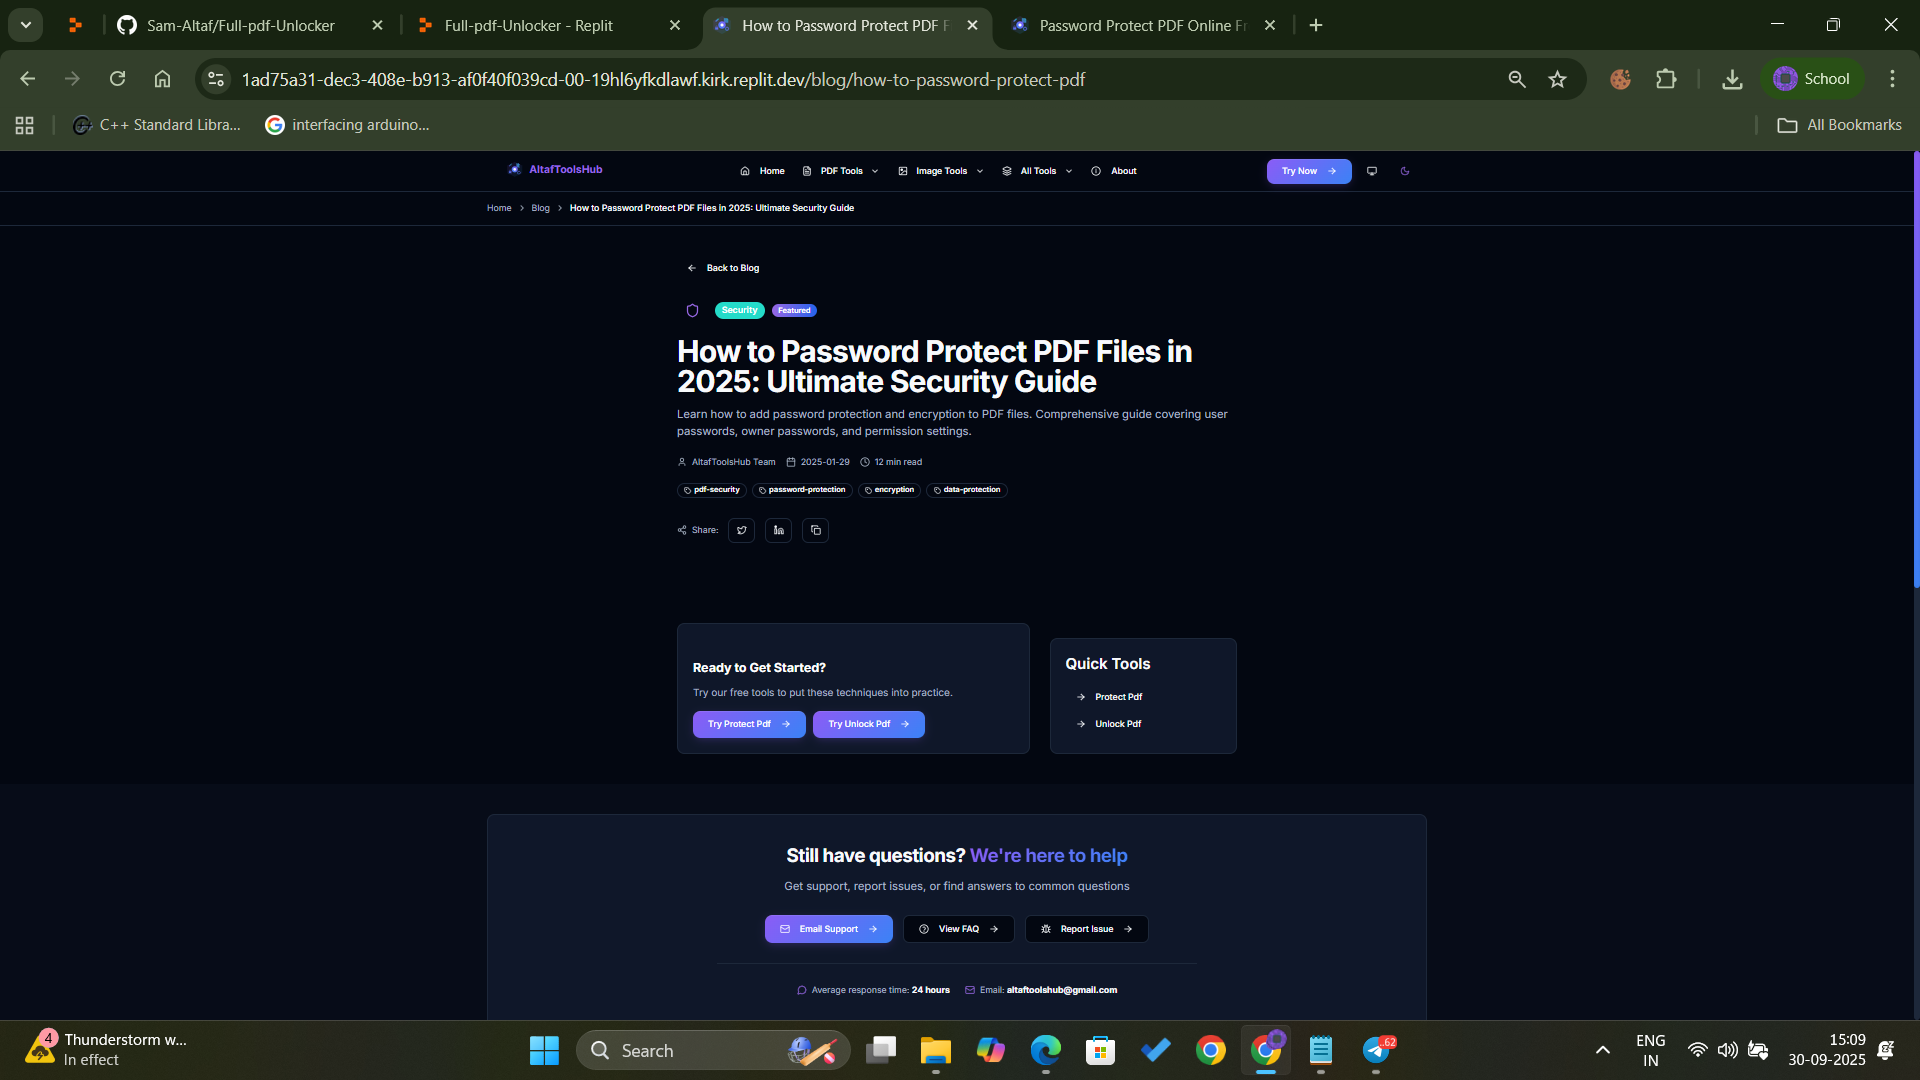 Sam-Altaf/Full-pdf-Unlocker
Full-pdf-Unlocker - Replit
How to Password Protect PDF F
Password Protect PDF Online Fr
1ad75a31-dec3-408e-b913-af0f40f039cd-00-19hl6yfkdlawf.kirk.replit.dev/blog/how-to-password-protect-pdf
School
C++ Standard Libra...
interfacing arduino...
All Bookmarks
AltafToolsHub
Home
PDF Tools
Image Tools
All Tools
About
Try Now
Home > Blog > How to Password Protect PDF Files in 2025: Ultimate Security Guide
Back to Blog
Security
Featured
How to Password Protect PDF Files in
2025: Ultimate Security Guide
Learn how to add password protection and encryption to PDF files. Comprehensive guide covering user
passwords, owner passwords, and permission settings.
AltafToolsHub Team
2025-01-29
12 min read
pdf-security
password-protection
encryption
data-protection
Share:
Ready to Get Started?
Try our free tools to put these techniques into practice.
Try Protect Pdf
Try Unlock Pdf
Quick Tools
Protect Pdf
Unlock Pdf
Still have questions? We're here to help
Get support, report issues, or find answers to common questions
Email Support
View FAQ
Report Issue
Average response time: 24 hours
Email: altaftoolshub@gmail.com
4
Thunderstorm w...
In effect
Search
.62
ENG
IN
15:09
30-09-2025